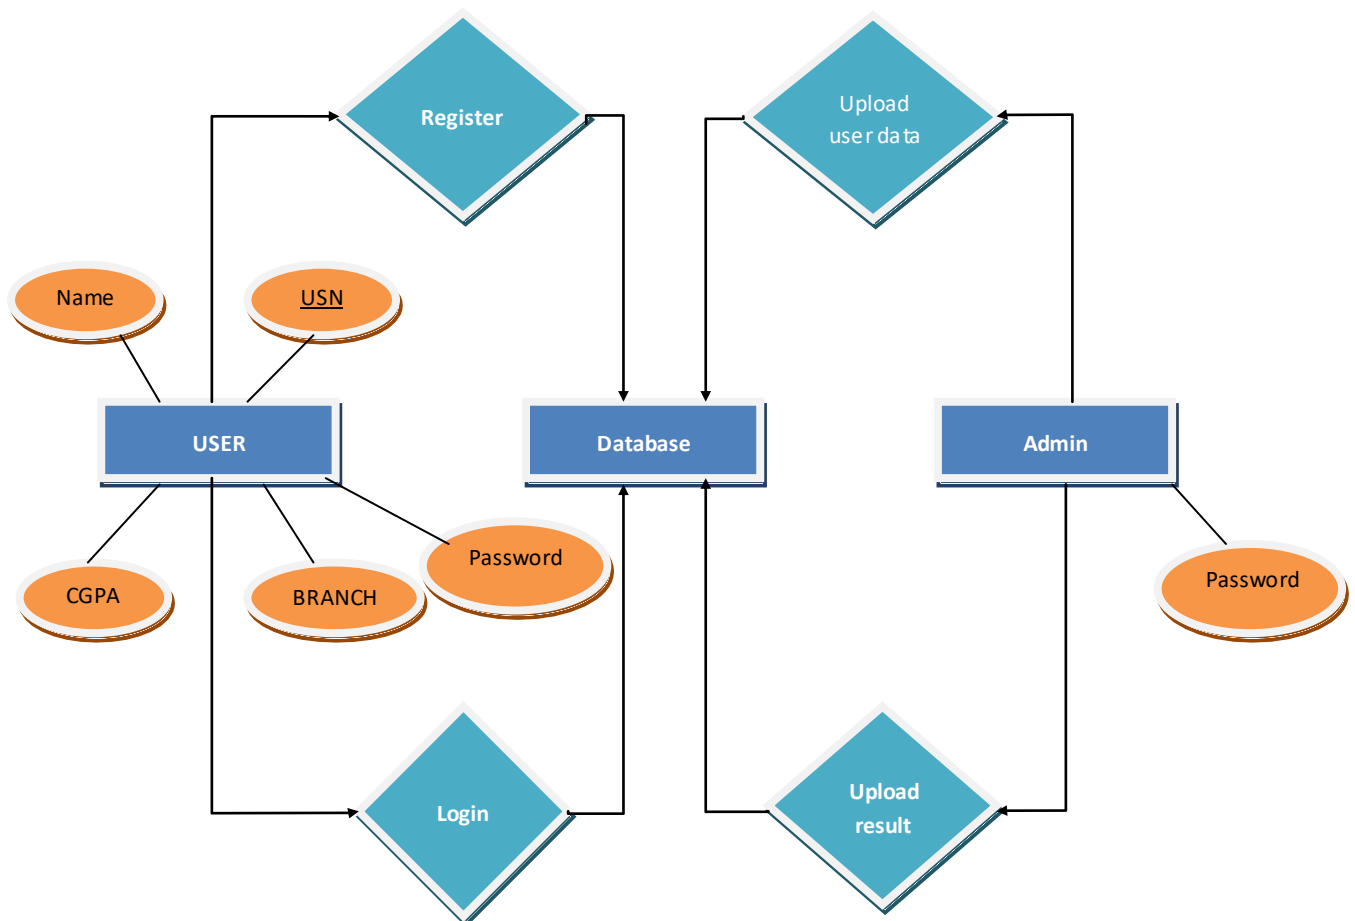 Register
Upload
user data
Name
USN
USER
Database
Admin
CGPA
BRANCH
Password
Password
Login
Upload
result